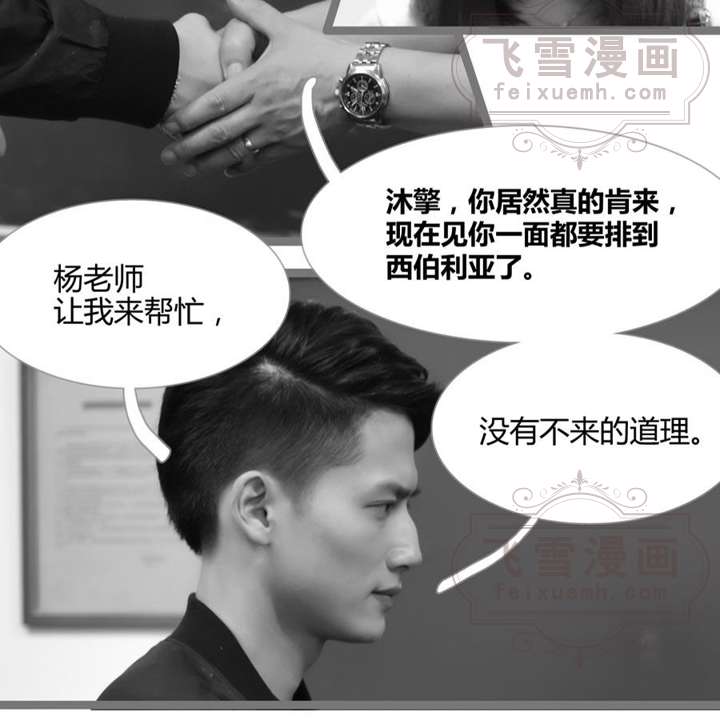 飞雪漫画
feixuemh.com
沐擎，你居然真的肯来，
现在见你一面都要排到
西伯利亚了。
杨老师
让我来帮忙，
没有不来的道理。
飞雪漫画
feixuemh.com